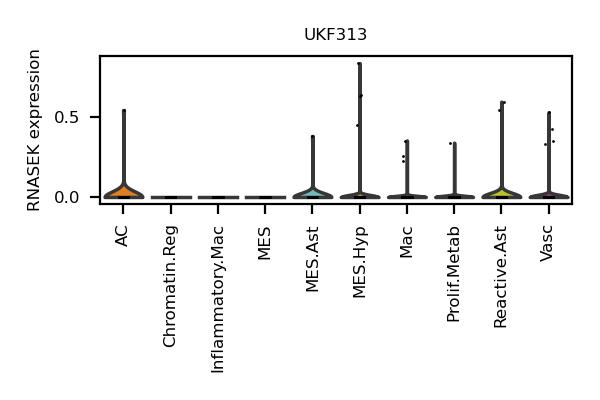 UKF313
RNASEK expression
0.5
0.0
AC
Chromatin.Reg
Inflammatory.Mac
MES
MES.Ast
MES.Hyp
Mac
Prolif.Metab
Reactive.Ast
Vasc